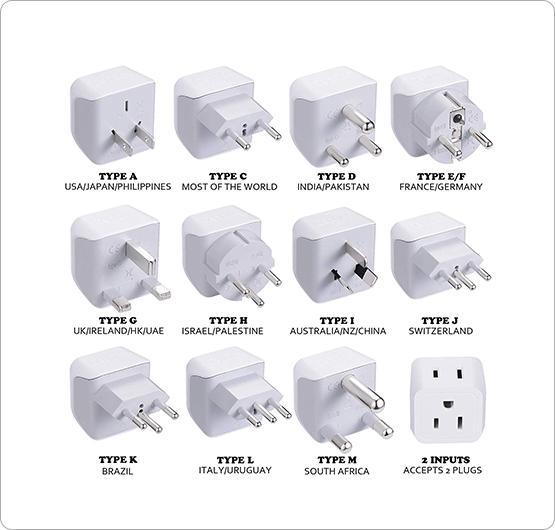 TYPE A
USA/JAPAN/PHILIPPINES
TYPE C
MOST OF THE WORLD
TYPE D
INDIA/PAKISTAN
TYPE E/F
FRANCE/GERMANY
TYPE G
UK/IRELAND/HK/UAE
TYPE H
ISRAEL/PALESTINE
TYPE I
AUSTRALIA/NZ/CHINA
TYPE J
SWITZERLAND
TYPE K
BRAZIL
TYPE L
ITALY/URUGUAY
TYPE M
SOUTH AFRICA
2 INPUTS
ACCEPTS 2 PLUGS